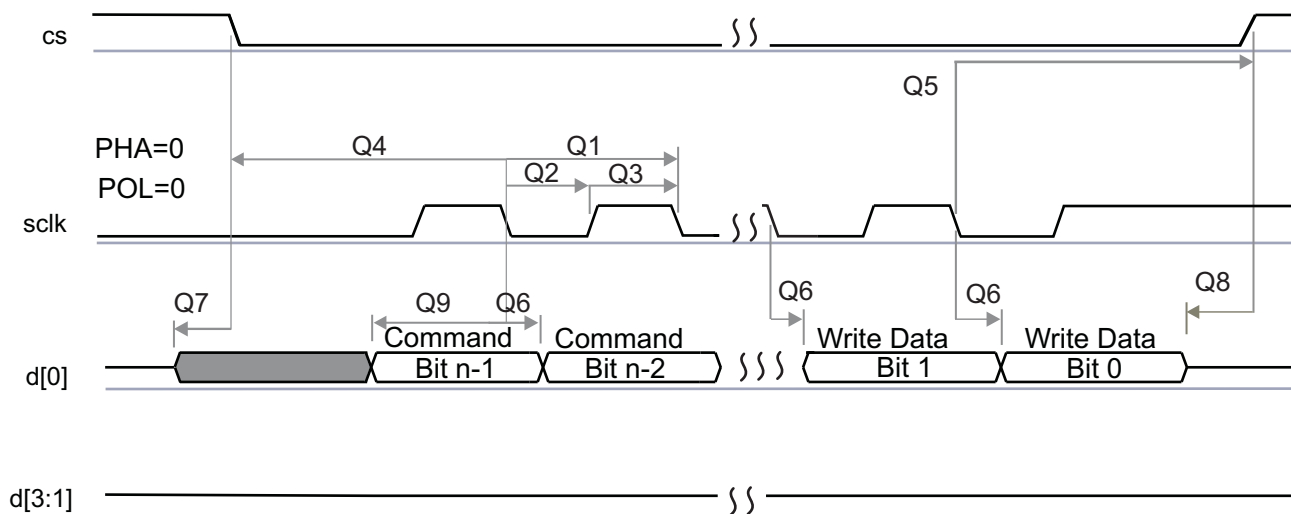 cs
Q5
PHA=0
Q4
Q1
POL=0
Q2
Q3
sclk
Q7
Q9
Q6
Q6
Q6
Q8
Command
Command
Write Data
Write Data
d[0]
Bit n-1
Bit n-2
Bit 1
Bit 0
d[3:1]